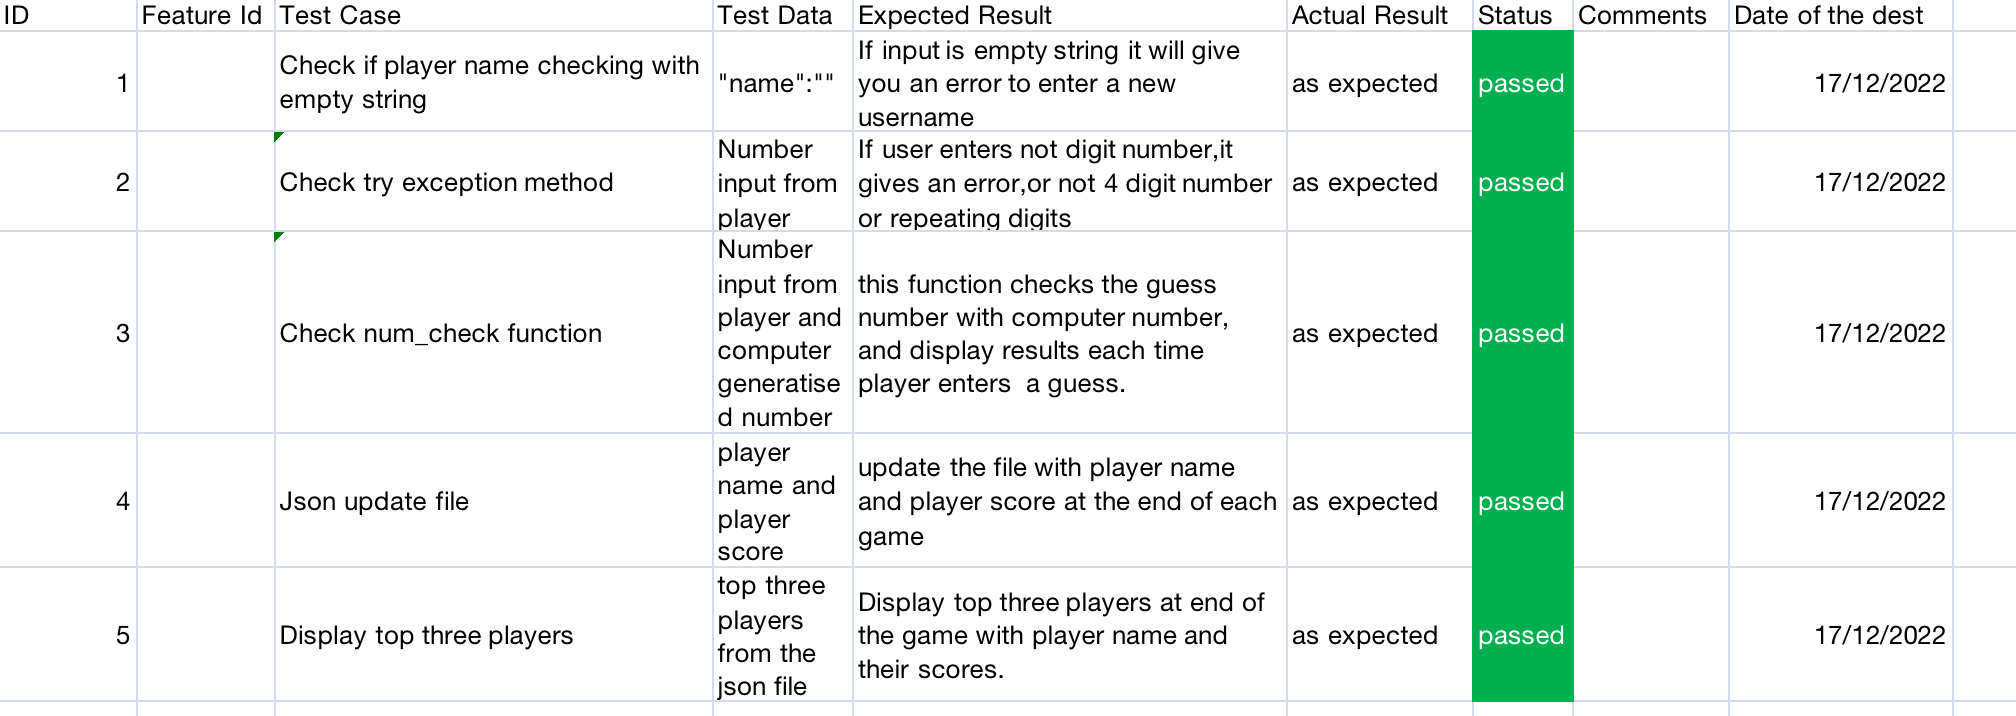 ID Feature Id Test Case Test Data Expected Result Actual Result Status Comments Date of the dest
1
Check if player name checking with
empty string
"name":""
If input is empty string it will give
you an error to enter a new
username
as expected
passed
17/12/2022
2
Check try exception method
Number
input from
player
If user enters not digit number,it
gives an error,or not 4 digit number
or repeating digits
as expected
passed
17/12/2022
3
Check num_check function
Number
input from
player and
computer
generatise
d number
this function checks the guess
number with computer number,
and display results each time
player enters  a guess.
as expected
passed
17/12/2022
4
Json update file
player
name and
player
score
update the file with player name
and player score at the end of each
game
as expected
passed
17/12/2022
5
Display top three players
top three
players
from the
json file
Display top three players at end of
the game with player name and
their scores.
as expected
passed
17/12/2022